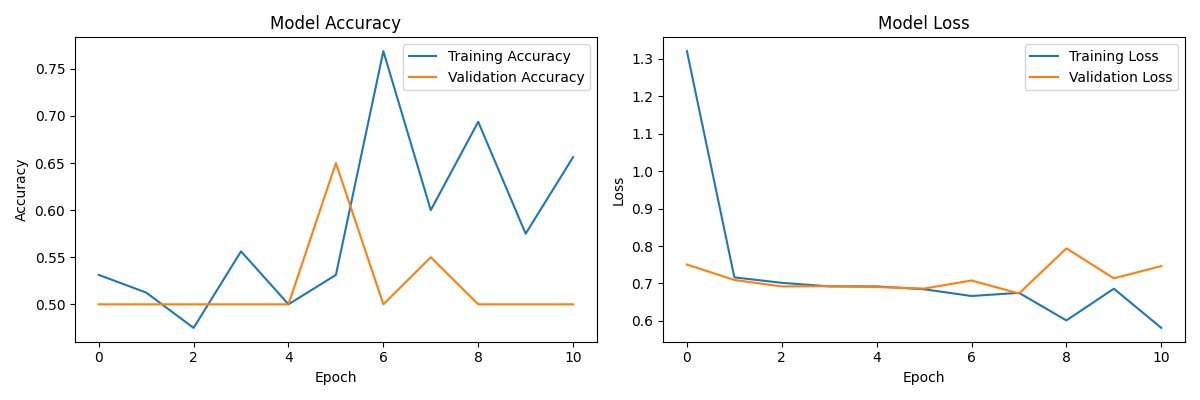 Model Accuracy
Training Accuracy
Validation Accuracy
0.75
0.70
0.65
0.60
0.55
0.50
Accuracy
0 2 4 6 8 10
Epoch
Model Loss
Training Loss
Validation Loss
1.3
1.2
1.1
1.0
0.9
0.8
0.7
0.6
Loss
0 2 4 6 8 10
Epoch